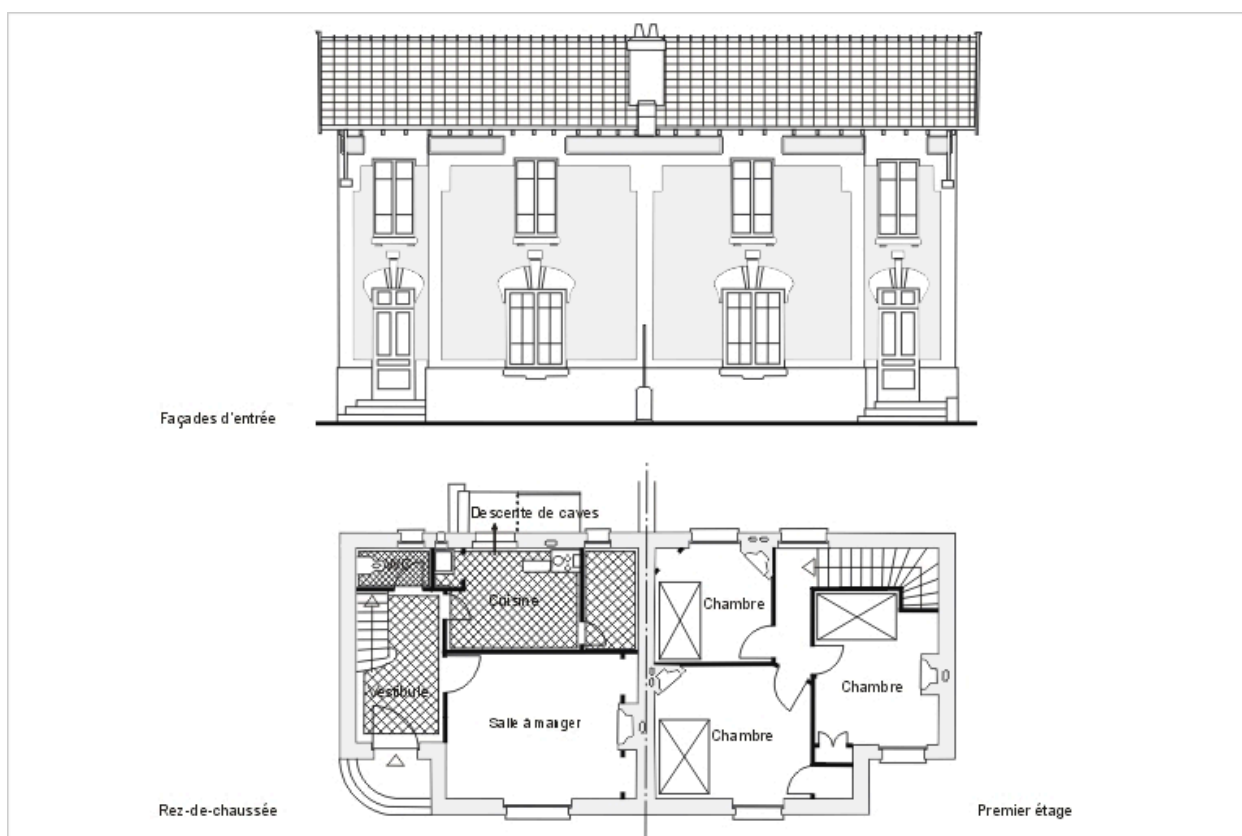 Façades d'entrée
Descente de caves
WC
Cuisine
Chambre
Vestibule
Salle à manger
Chambre
Chambre
Rez-de-chaussée
Premier étage